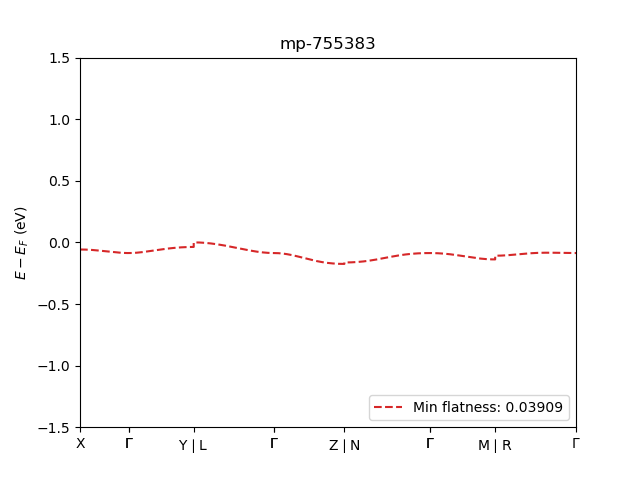 mp-755383
E − E_F (eV)
1.5
1.0
0.5
0.0
−0.5
−1.0
−1.5
X Γ Y | L Γ Z | N Γ M | R Γ
Min flatness: 0.03909